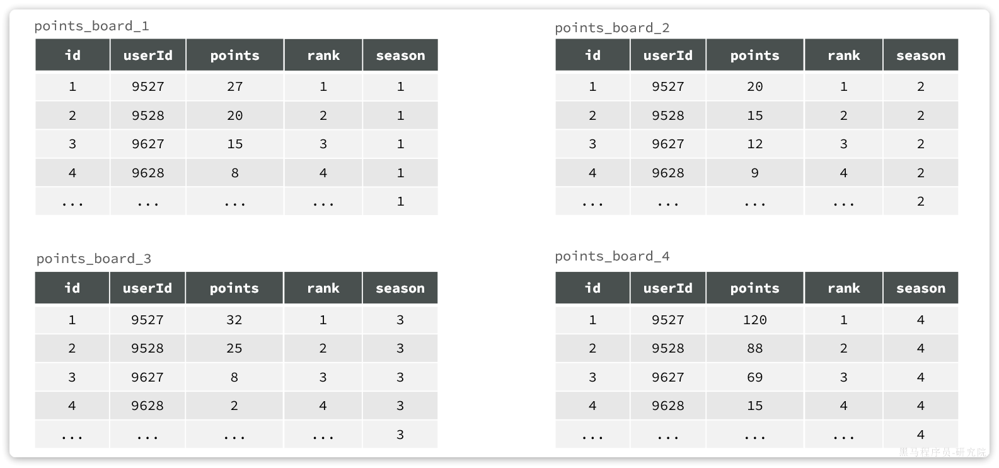 points_board_1
id userId points rank season
1 9527 27 1 1
2 9528 20 2 1
3 9627 15 3 1
4 9628 8 4 1
... ... ... ... 1
points_board_2
id userId points rank season
1 9527 20 1 2
2 9528 15 2 2
3 9627 12 3 2
4 9628 9 4 2
... ... ... ... 2
points_board_3
id userId points rank season
1 9527 32 1 3
2 9528 25 2 3
3 9627 8 3 3
4 9628 2 4 3
... ... ... ... 3
points_board_4
id userId points rank season
1 9527 120 1 4
2 9528 88 2 4
3 9627 69 3 4
4 9628 15 4 4
... ... ... ... 4
黑马程序员-研究院